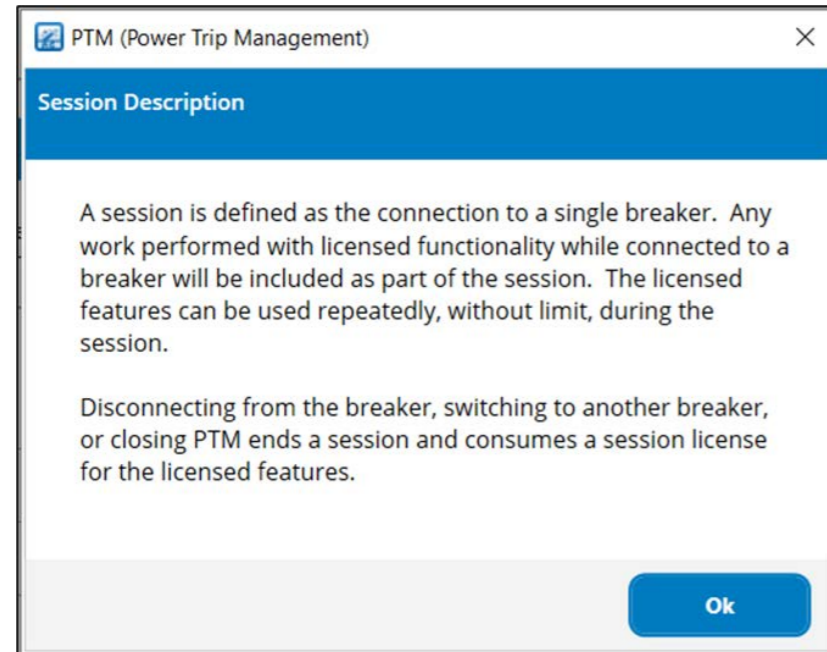 PTM (Power Trip Management)
Session Description
A session is defined as the connection to a single breaker. Any
work performed with licensed functionality while connected to a
breaker will be included as part of the session. The licensed
features can be used repeatedly, without limit, during the
session.
Disconnecting from the breaker, switching to another breaker,
or closing PTM ends a session and consumes a session license
for the licensed features.
Ok